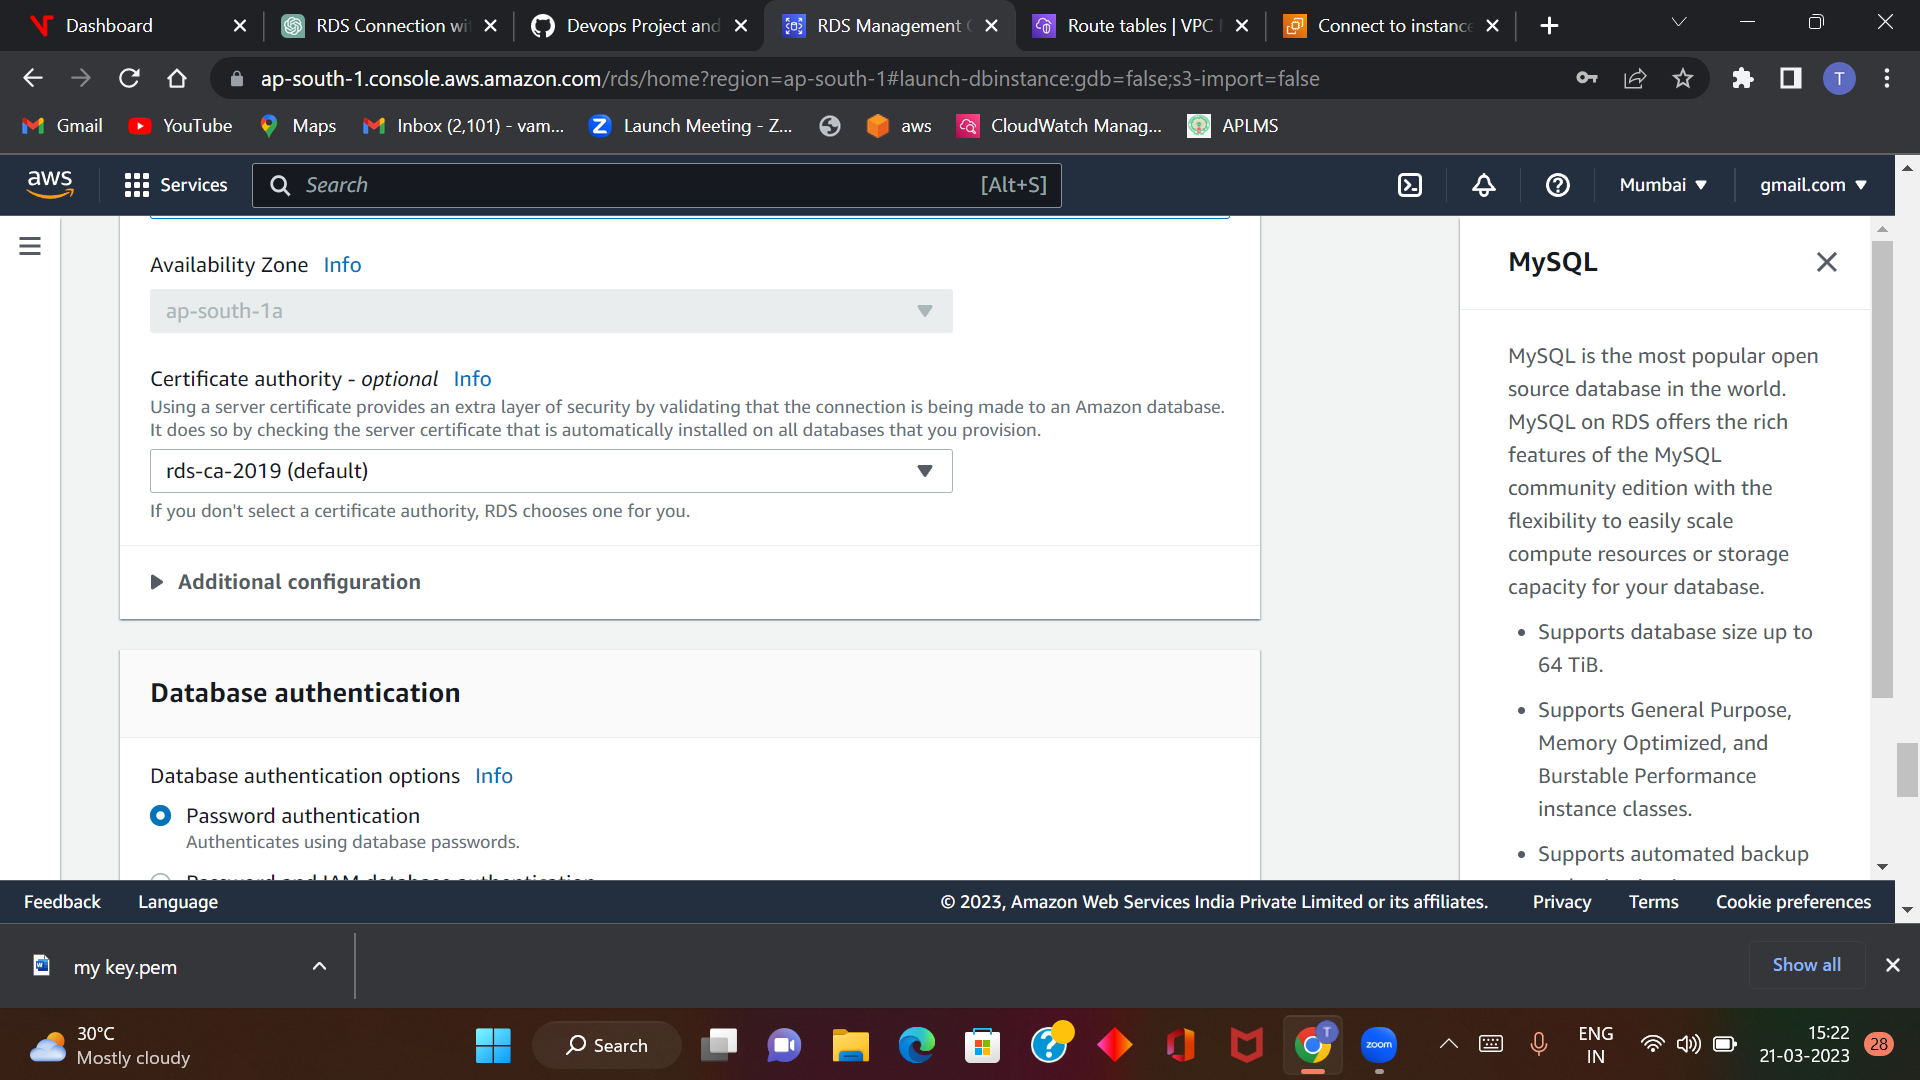 Dashboard
RDS Connection wi
Devops Project and
RDS Management
Route tables | VPC
Connect to instance
ap-south-1.console.aws.amazon.com/rds/home?region=ap-south-1#launch-dbinstance:gdb=false;s3-import=false
T
Gmail
YouTube
Maps
Inbox (2,101) - vam...
Launch Meeting - Z...
aws
CloudWatch Manag...
APLMS
aws
Services
Search
[Alt+S]
Mumbai
gmail.com
Availability Zone Info
ap-south-1a
Certificate authority - optional Info
Using a server certificate provides an extra layer of security by validating that the connection is being made to an Amazon database.
It does so by checking the server certificate that is automatically installed on all databases that you provision.
rds-ca-2019 (default)
If you don't select a certificate authority, RDS chooses one for you.
Additional configuration
Database authentication
Database authentication options Info
Password authentication
Authenticates using database passwords.
Password and IAM database authentication
MySQL
MySQL is the most popular open
source database in the world.
MySQL on RDS offers the rich
features of the MySQL
community edition with the
flexibility to easily scale
compute resources or storage
capacity for your database.
• Supports database size up to
64 TiB.
• Supports General Purpose,
Memory Optimized, and
Burstable Performance
instance classes.
• Supports automated backup
Feedback
Language
© 2023, Amazon Web Services India Private Limited or its affiliates.
Privacy
Terms
Cookie preferences
my key.pem
Show all
30°C
Mostly cloudy
Search
T
zoom
ENG
IN
15:22
21-03-2023
28